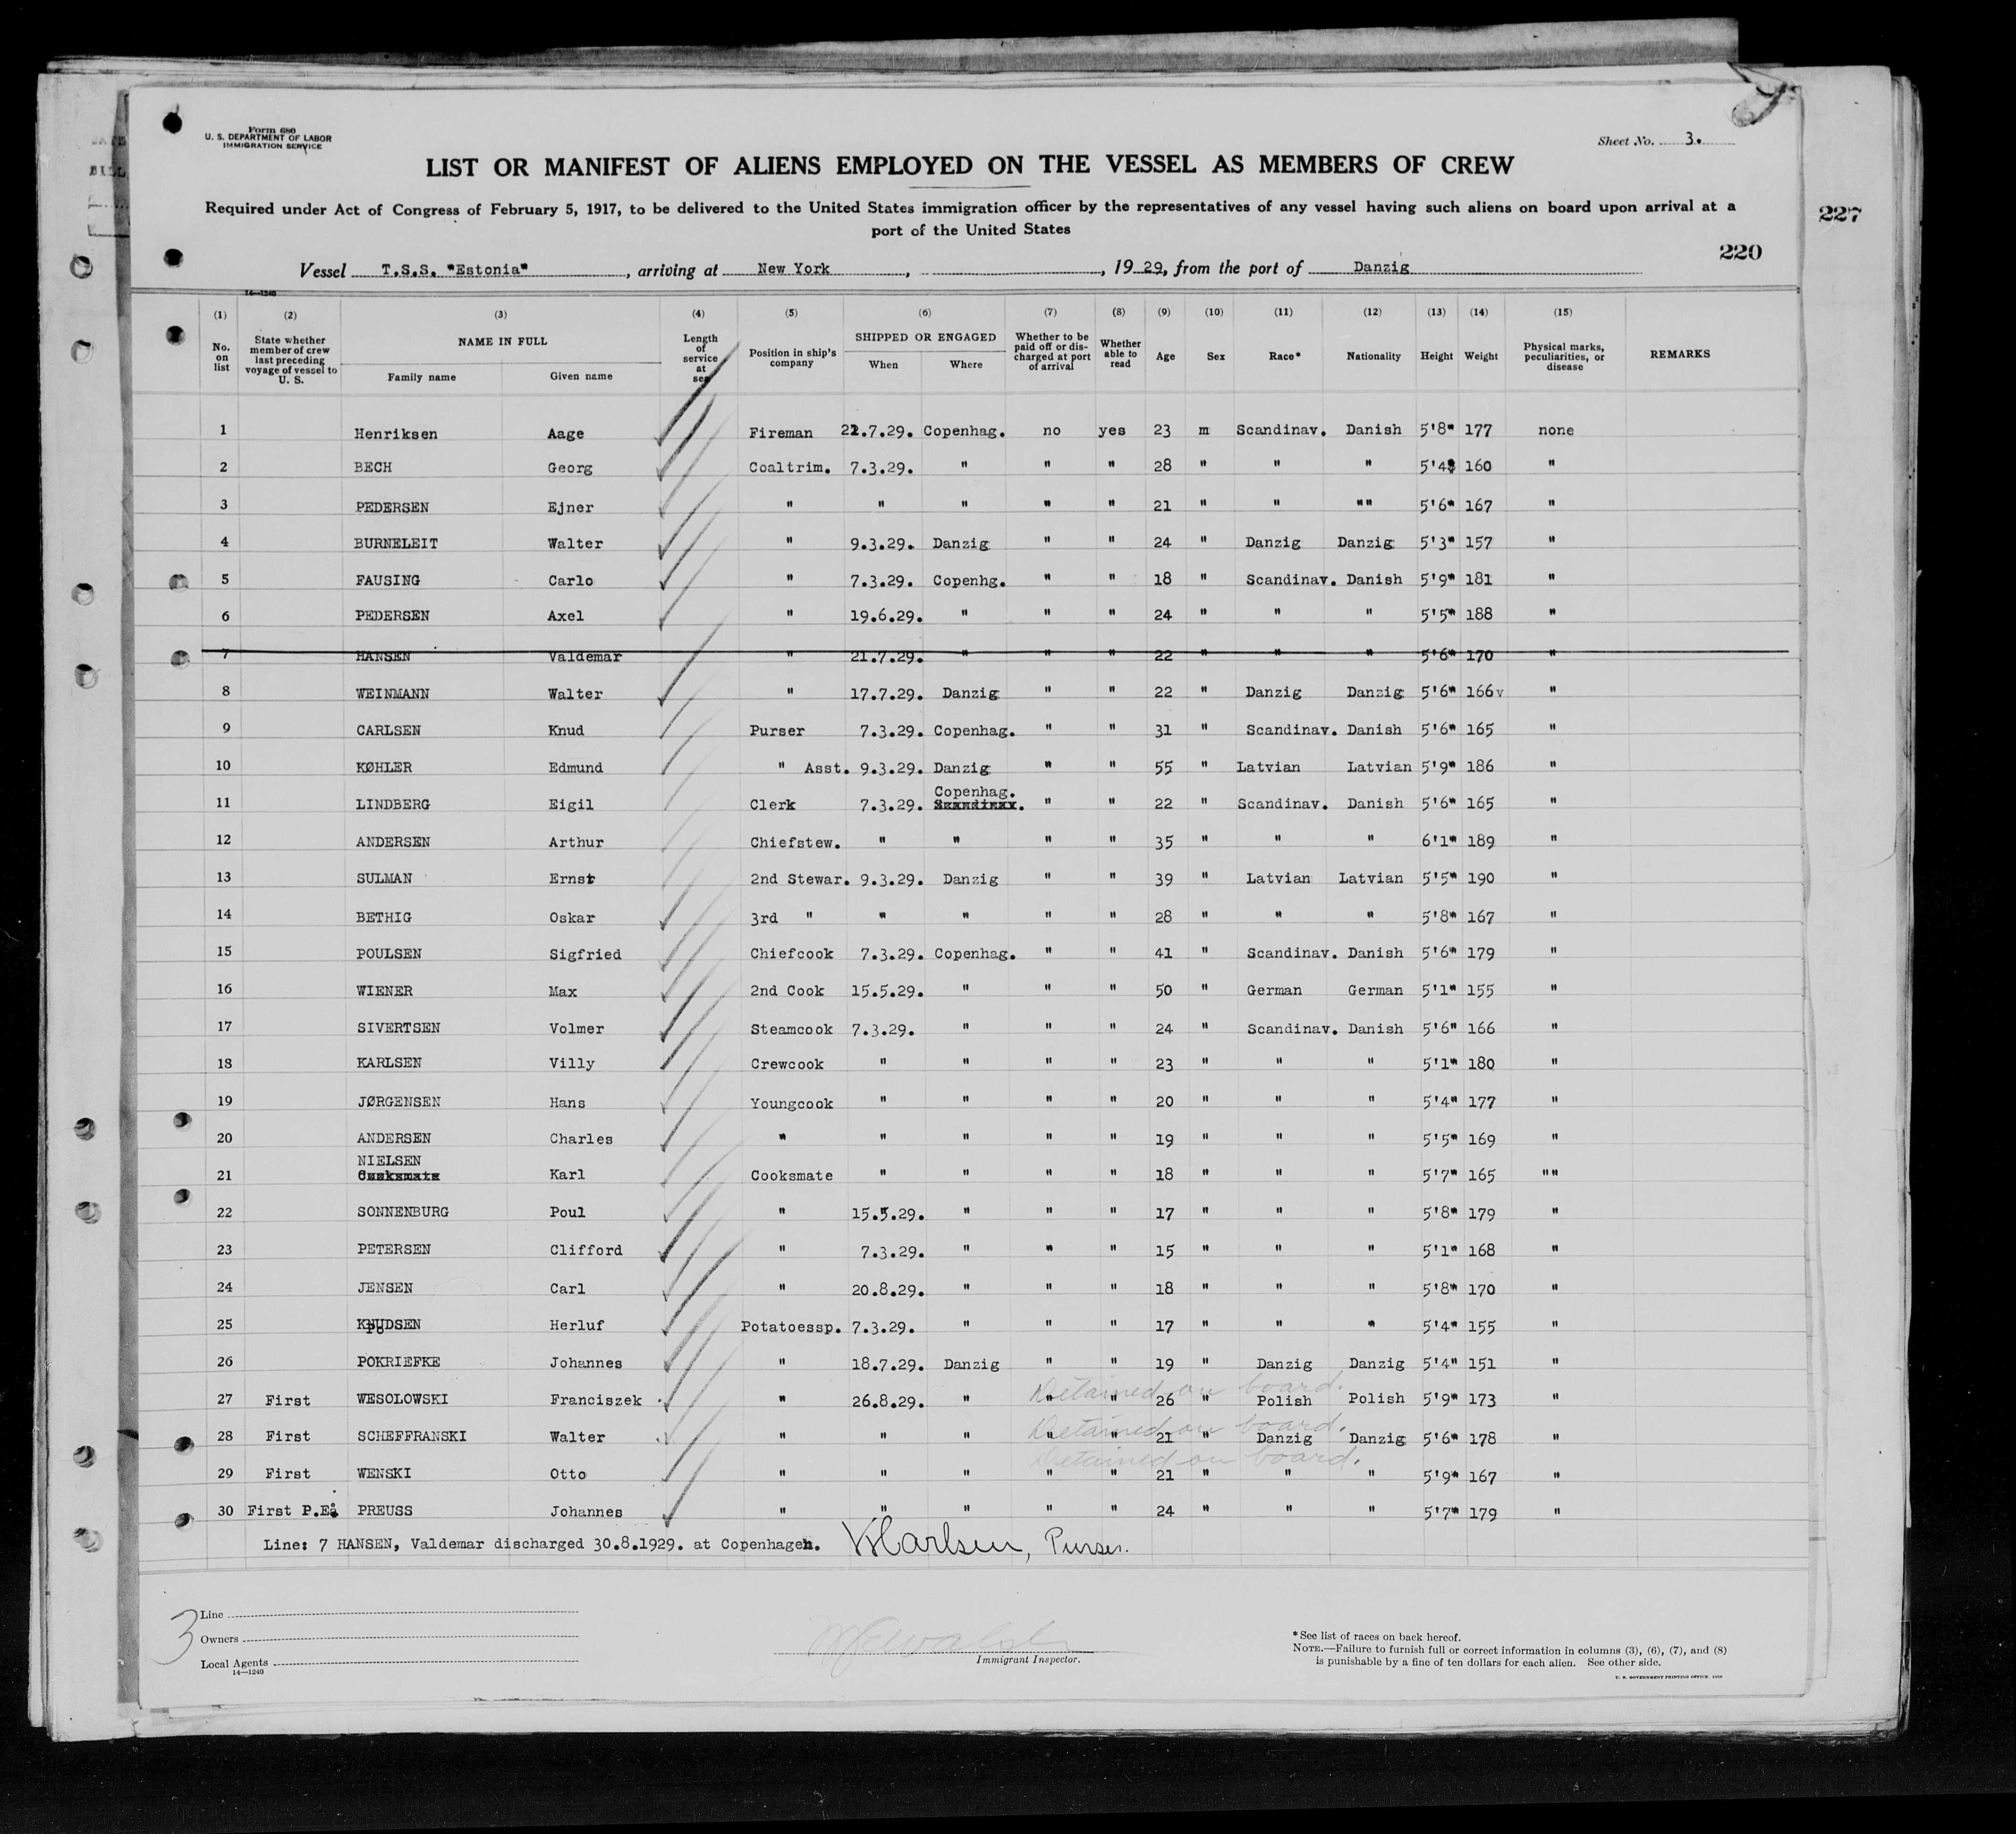 Form 680
U. S. DEPARTMENT OF LABOR
IMMIGRATION SERVICE
Sheet No. 3.
LIST OR MANIFEST OF ALIENS EMPLOYED ON THE VESSEL AS MEMBERS OF CREW
Required under Act of Congress of February 5, 1917, to be delivered to the United States immigration officer by the representatives of any vessel having such aliens on board upon arrival at a
port of the United States
227
220
Vessel T.S.S. "Estonia", arriving at New York, , 1929, from the port of Danzig
14—1240
(1) (2) (3) (4) (5) (6) (7) (8) (9) (10) (11) (12) (13) (14) (15)
No. on list State whether member of crew last preceding voyage of vessel to U. S. NAME IN FULL Family name Given name Length of service at sea Position in ship's company SHIPPED OR ENGAGED When Where Whether to be paid off or discharged at port of arrival Whether able to read Age Sex Race* Nationality Height Weight Physical marks, peculiarities, or disease REMARKS
1 Henriksen Aage Fireman 22.7.29. Copenhag. no yes 23 m Scandinav. Danish 5'8" 177 none
2 BECH Georg Coaltrim. 7.3.29. " " " 28 " " " 5'4" 160 "
3 PEDERSEN Ejner " " " " " 21 " " "" 5'6" 167 "
4 BURNELEIT Walter " 9.3.29. Danzig " " 24 " Danzig Danzig 5'3" 157 "
5 FAUSING Carlo " 7.3.29. Copenhg. " " 18 " Scandinav. Danish 5'9" 181 "
6 PEDERSEN Axel " 19.6.29. " " " 24 " " " 5'5" 188 "
7 HANSEN Valdemar " 21.7.29. " " " 22 " " " 5'6" 170 "
8 WEINMANN Walter " 17.7.29. Danzig " " 22 " Danzig Danzig 5'6" 166v "
9 CARLSEN Knud Purser 7.3.29. Copenhag. " " 31 " Scandinav. Danish 5'6" 165 "
10 KØHLER Edmund " Asst. 9.3.29. Danzig " " 55 " Latvian Latvian 5'9" 186 "
Copenhag.
11 LINDBERG Eigil Clerk 7.3.29. Scandinav. " " 22 " Scandinav. Danish 5'6" 165 "
12 ANDERSEN Arthur Chiefstew. " " " " 35 " " " 6'1" 189 "
13 SULMAN Ernst 2nd Stewar. 9.3.29. Danzig " " 39 " Latvian Latvian 5'5" 190 "
14 BETHIG Oskar 3rd " " " " " 28 " " " 5'8" 167 "
15 POULSEN Sigfried Chiefcook 7.3.29. Copenhag. " " 41 " Scandinav. Danish 5'6" 179 "
16 WIENER Max 2nd Cook 15.5.29. " " " 50 " German German 5'1" 155 "
17 SIVERTSEN Volmer Steamcook 7.3.29. " " " 24 " Scandinav. Danish 5'6" 166 "
18 KARLSEN Villy Crewcook " " " " 23 " " " 5'1" 180 "
19 JØRGENSEN Hans Youngcook " " " " 20 " " " 5'4" 177 "
20 ANDERSEN Charles " " " " " 19 " " " 5'5" 169 "
NIELSEN
21 Cooksmate Karl Cooksmate " " " " 18 " " " 5'7" 165 ""
22 SONNENBURG Poul " 15.5.29. " " " 17 " " " 5'8" 179 "
23 PETERSEN Clifford " 7.3.29. " " " 15 " " " 5'1" 168 "
24 JENSEN Carl " 20.8.29. " " " 18 " " " 5'8" 170 "
25 KNUDSEN Herluf Potatoessp. 7.3.29. " " " 17 " " " 5'4" 155 "
26 POKRIEFKE Johannes " 18.7.29. Danzig " " 19 " Danzig Danzig 5'4" 151 "
Detained on board.
27 First WESOLOWSKI Franciszek " 26.8.29. " " " 26 " Polish Polish 5'9" 173 "
Detained on board.
28 First SCHEFFRANSKI Walter " " " " " 21 " Danzig Danzig 5'6" 178 "
Detained on board.
29 First WENSKI Otto " " " " " 21 " " " 5'9" 167 "
30 First P.E. PREUSS Johannes " " " " " 24 " " " 5'7" 179 "
Line: 7 HANSEN, Valdemar discharged 30.8.1929. at Copenhagen. KCarlsen, Purser.
3
Line
Owners
Local Agents
14—1240
Immigrant Inspector.
*See list of races on back hereof.
NOTE.—Failure to furnish full or correct information in columns (3), (6), (7), and (8)
is punishable by a fine of ten dollars for each alien. See other side.
U. S. GOVERNMENT PRINTING OFFICE